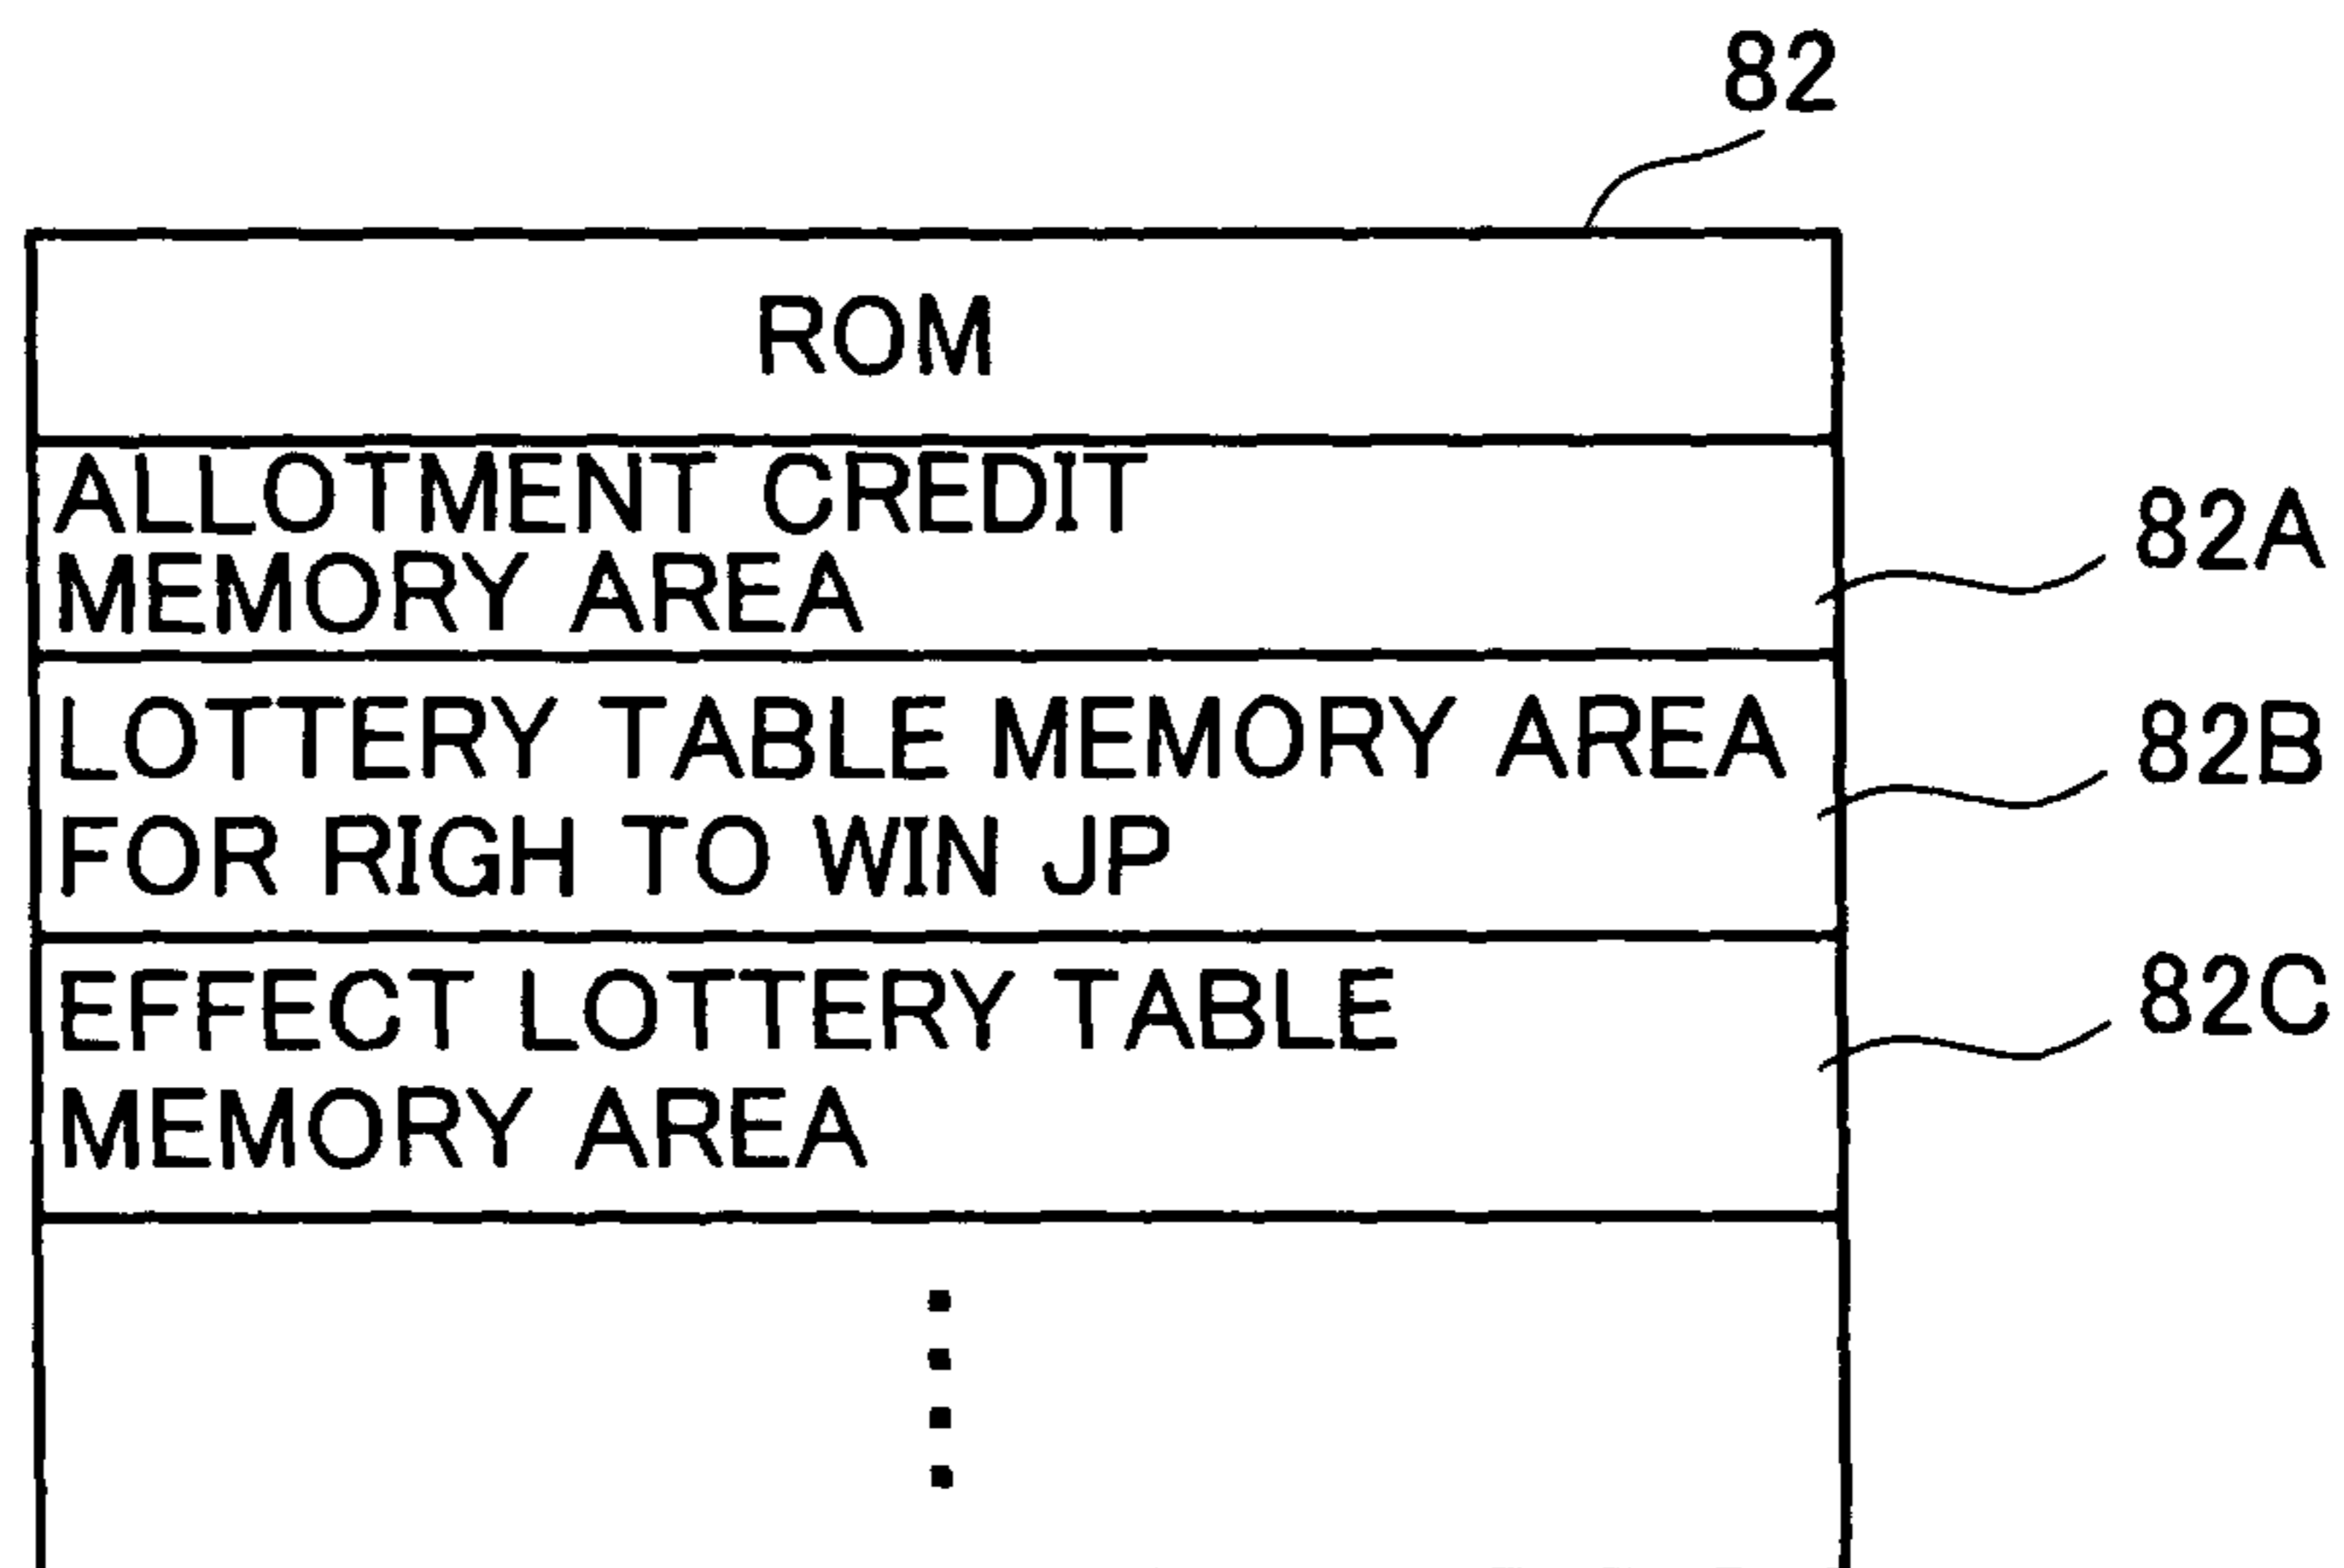 82
ROM
ALLOTMENT CREDIT
MEMORY AREA
82A
LOTTERY TABLE MEMORY AREA
FOR RIGH TO WIN JP
82B
EFFECT LOTTERY TABLE
MEMORY AREA
82C